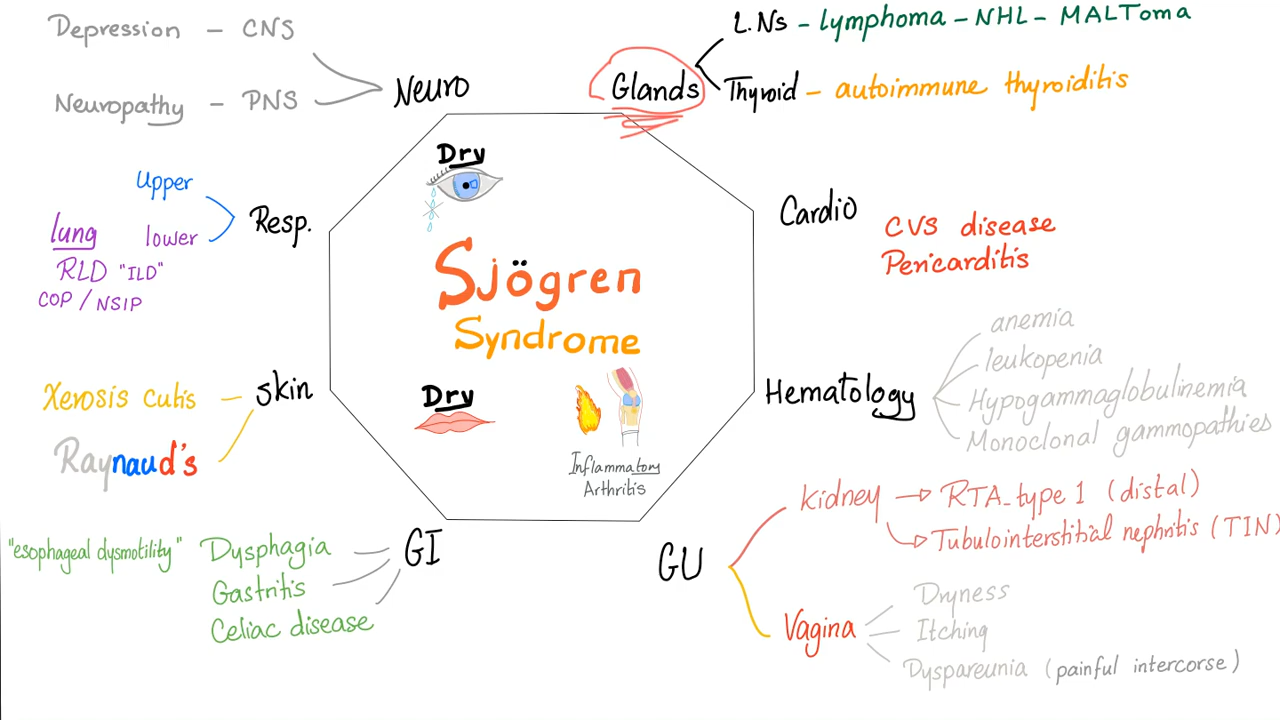 Depression – CNS
Neuropathy – PNS
Neuro
Glands
L.Ns – lymphoma – NHL – MALToma
Thyroid – autoimmune thyroiditis
Upper
lung lower
RLD "ILD"
COP / NSIP
Resp.
Dry
Sjögren
Syndrome
Dry
Inflammatory
Arthritis
Cardio
CVS disease
Pericarditis
Xerosis cutis –
Raynaud's
skin
Hematology
anemia
leukopenia
Hypogammaglobulinemia
Monoclonal gammopathies
"esophageal dysmotility" Dysphagia
Gastritis
Celiac disease
GI
GU
kidney → RTA_type 1 (distal)
→ Tubulointerstitial nephritis (TIN)
Vagina
Dryness
Itching
Dyspareunia (painful intercorse)